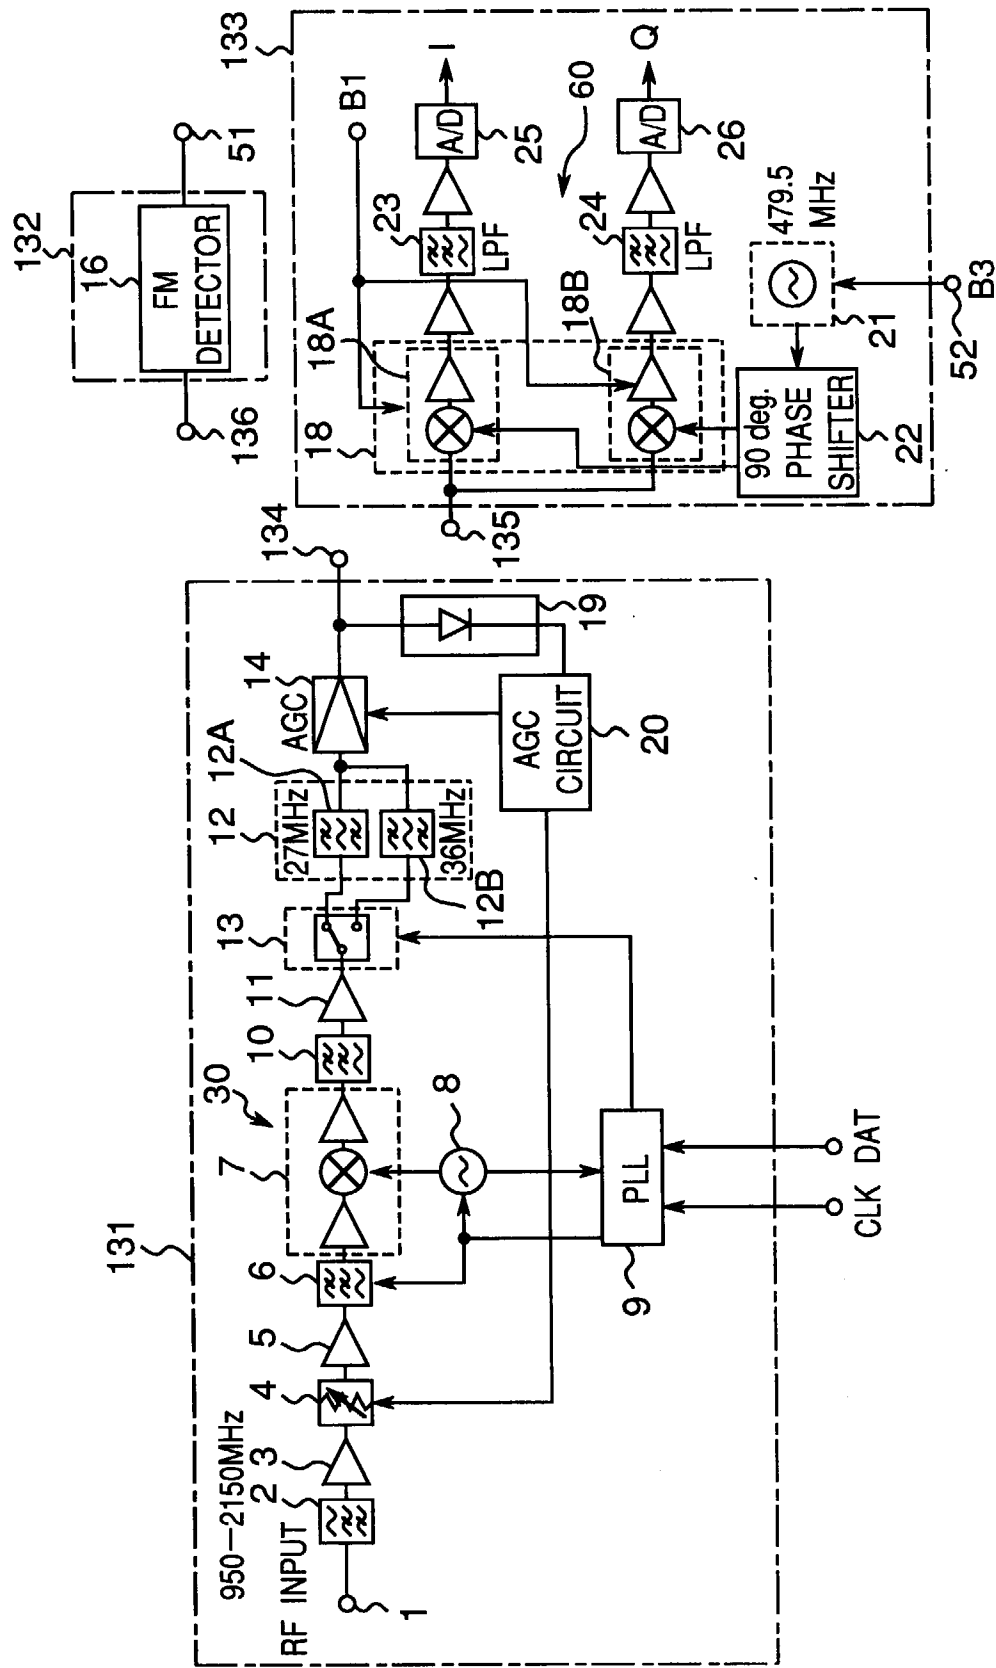 131
30
950–2150MHz
RF INPUT
1
2
3
4
5
6
7
8
9
PLL
CLK
DAT
10
11
13
12
27MHz
12A
36MHz
12B
AGC
14
19
AGC
CIRCUIT
20
134
132
16
FM
DETECTOR
136
51
133
135
18
18A
18B
B1
23
LPF
A/D
25
I
60
24
LPF
A/D
26
Q
479.5
MHz
21
90 deg.
PHASE
SHIFTER
22
52
B3